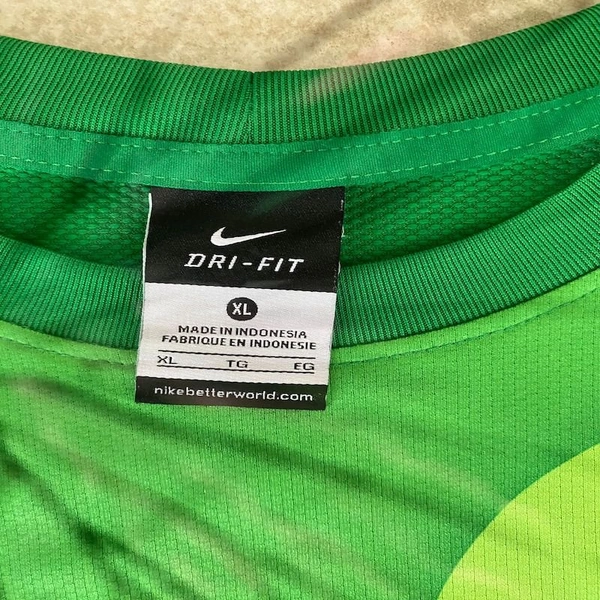 DRI-FIT
XL
MADE IN INDONESIA
FABRIQUE EN INDONESIE
XL TG EG
nikebetterworld.com